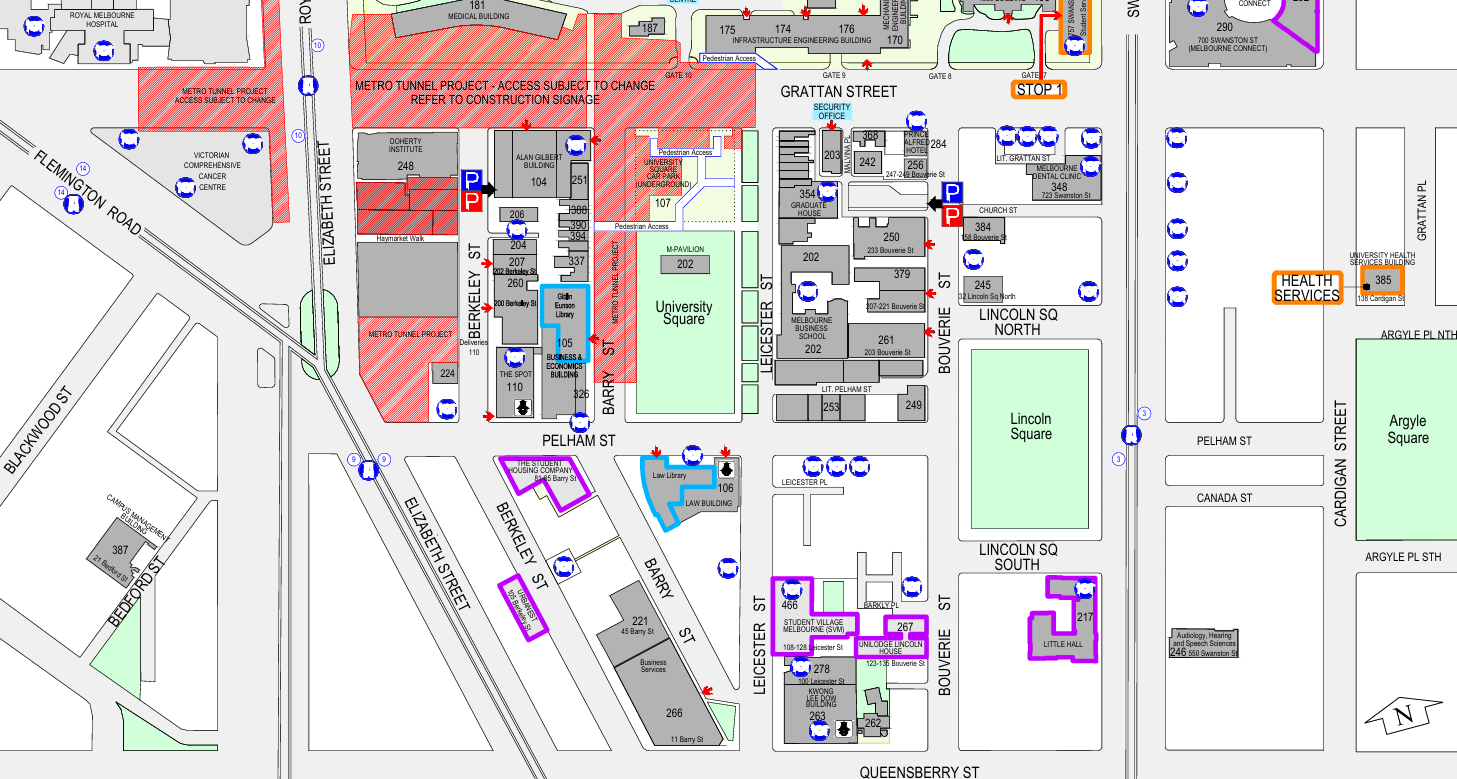 181
MEDICAL BUILDING
ROYAL MELBOURNE
HOSPITAL
187
175
174
176
170
INFRASTRUCTURE ENGINEERING BUILDING
Pedestrian Access
CONNECT
290
700 SWANSTON ST
(MELBOURNE CONNECT)
10
GATE 10
GATE 9
GATE 8
STOP 1
GRATTAN STREET
METRO TUNNEL PROJECT - ACCESS SUBJECT TO CHANGE
REFER TO CONSTRUCTION SIGNAGE
METRO TUNNEL PROJECT
ACCESS SUBJECT TO CHANGE
SECURITY
OFFICE
10
VICTORIAN
COMPREHENSIVE
CANCER
CENTRE
FLEMINGTON ROAD
14
14
ELIZABETH STREET
DOHERTY
INSTITUTE
248
Haymarket Walk
METRO TUNNEL PROJECT
224
ALAN GILBERT
BUILDING
104
251
388
390
394
206
204
207
202 Berkeley St
260
200 Berkeley St
337
BERKELEY ST
Deliveries
110
Giblin
Eunson
Library
105
BUSINESS &
ECONOMICS
BUILDING
THE SPOT
110
326
METRO TUNNEL PROJECT
BARRY ST
UNIVERSITY
SQUARE
CAR PARK
(UNDERGROUND)
107
Pedestrian Access
Pedestrian Access
M-PAVILION
202
University
Square
LEICESTER ST
203
MALVINA PL
368
242
PRINCE
ALFRED
HOTEL
284
256
247-249 Bouverie St
354
GRADUATE
HOUSE
250
233 Bouverie St
202
379
207-221 Bouverie St
MELBOURNE
BUSINESS
SCHOOL
202
261
203 Bouverie St
LIT. PELHAM ST
253
249
BOUVERIE ST
LIT. GRATTAN ST
MELBOURNE
DENTAL CLINIC
348
723 Swanston St
CHURCH ST
384
158 Bouverie St
245
32 Lincoln Sq North
LINCOLN SQ
NORTH
Lincoln
Square
LINCOLN SQ
SOUTH
GRATTAN PL
UNIVERSITY HEALTH
SERVICES BUILDING
385
138 Cardigan St
HEALTH
SERVICES
ARGYLE PL NTH
Argyle
Square
CARDIGAN STREET
PELHAM ST
CANADA ST
ARGYLE PL STH
3
3
PELHAM ST
9
9
BLACKWOOD ST
CAMPUS MANAGEMENT
BUILDING
387
21 Bedford St
BEDFORD ST
ELIZABETH STREET
BERKELEY ST
THE STUDENT
HOUSING COMPANY
81-85 Barry St
URBANEST
BARRY ST
Law Library
106
LAW BUILDING
221
45 Barry St
Business
Services
266
11 Barry St
LEICESTER PL
LEICESTER ST
466
STUDENT VILLAGE
MELBOURNE (SVM)
108-128 Leicester St
BARKLY PL
267
UNILODGE LINCOLN
HOUSE
123-135 Bouverie St
278
100 Leicester St
KWONG
LEE DOW
BUILDING
263
262
BOUVERIE ST
217
LITTLE HALL
Audiology, Hearing
and Speech Sciences
246 550 Swanston St
N
QUEENSBERRY ST